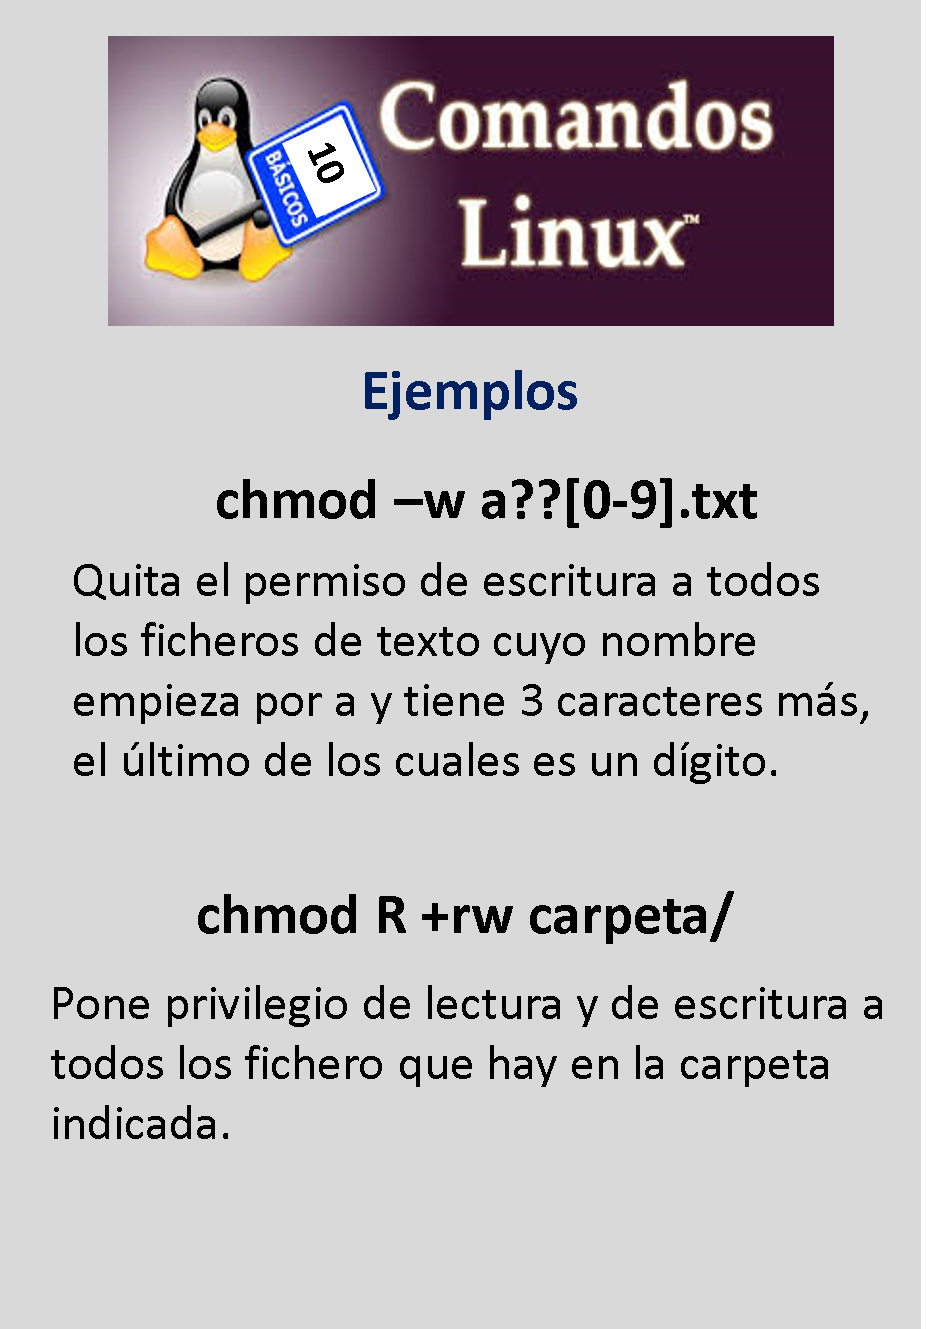 Comandos
Linux™
10
BÁSICOS
Ejemplos
chmod –w a??[0-9].txt
Quita el permiso de escritura a todos
los ficheros de texto cuyo nombre
empieza por a y tiene 3 caracteres más,
el último de los cuales es un dígito.
chmod R +rw carpeta/
Pone privilegio de lectura y de escritura a
todos los fichero que hay en la carpeta
indicada.